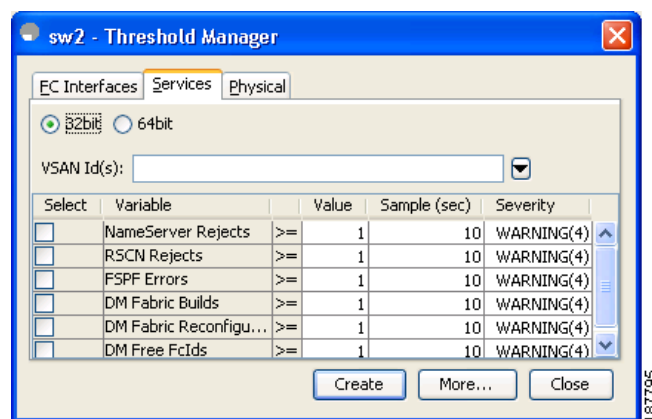 sw2 - Threshold Manager
FC Interfaces Services Physical
32bit 64bit
VSAN Id(s):
Select Variable Value Sample (sec) Severity
NameServer Rejects >= 1 10 WARNING(4)
RSCN Rejects >= 1 10 WARNING(4)
FSPF Errors >= 1 10 WARNING(4)
DM Fabric Builds >= 1 10 WARNING(4)
DM Fabric Reconfigu... >= 1 10 WARNING(4)
DM Free FcIds >= 1 10 WARNING(4)
Create More... Close